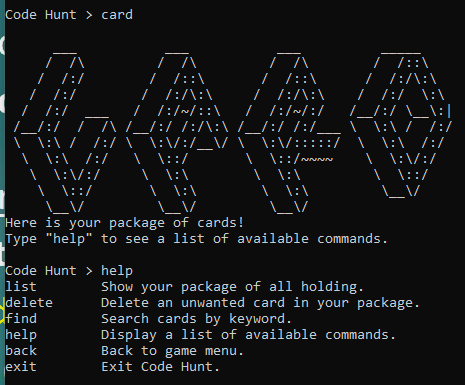 Code Hunt > card
Here is your package of cards!
Type "help" to see a list of available commands.
Code Hunt > help
list Show your package of all holding.
delete Delete an unwanted card in your package.
find Search cards by keyword.
help Display a list of available commands.
back Back to game menu.
exit Exit Code Hunt.